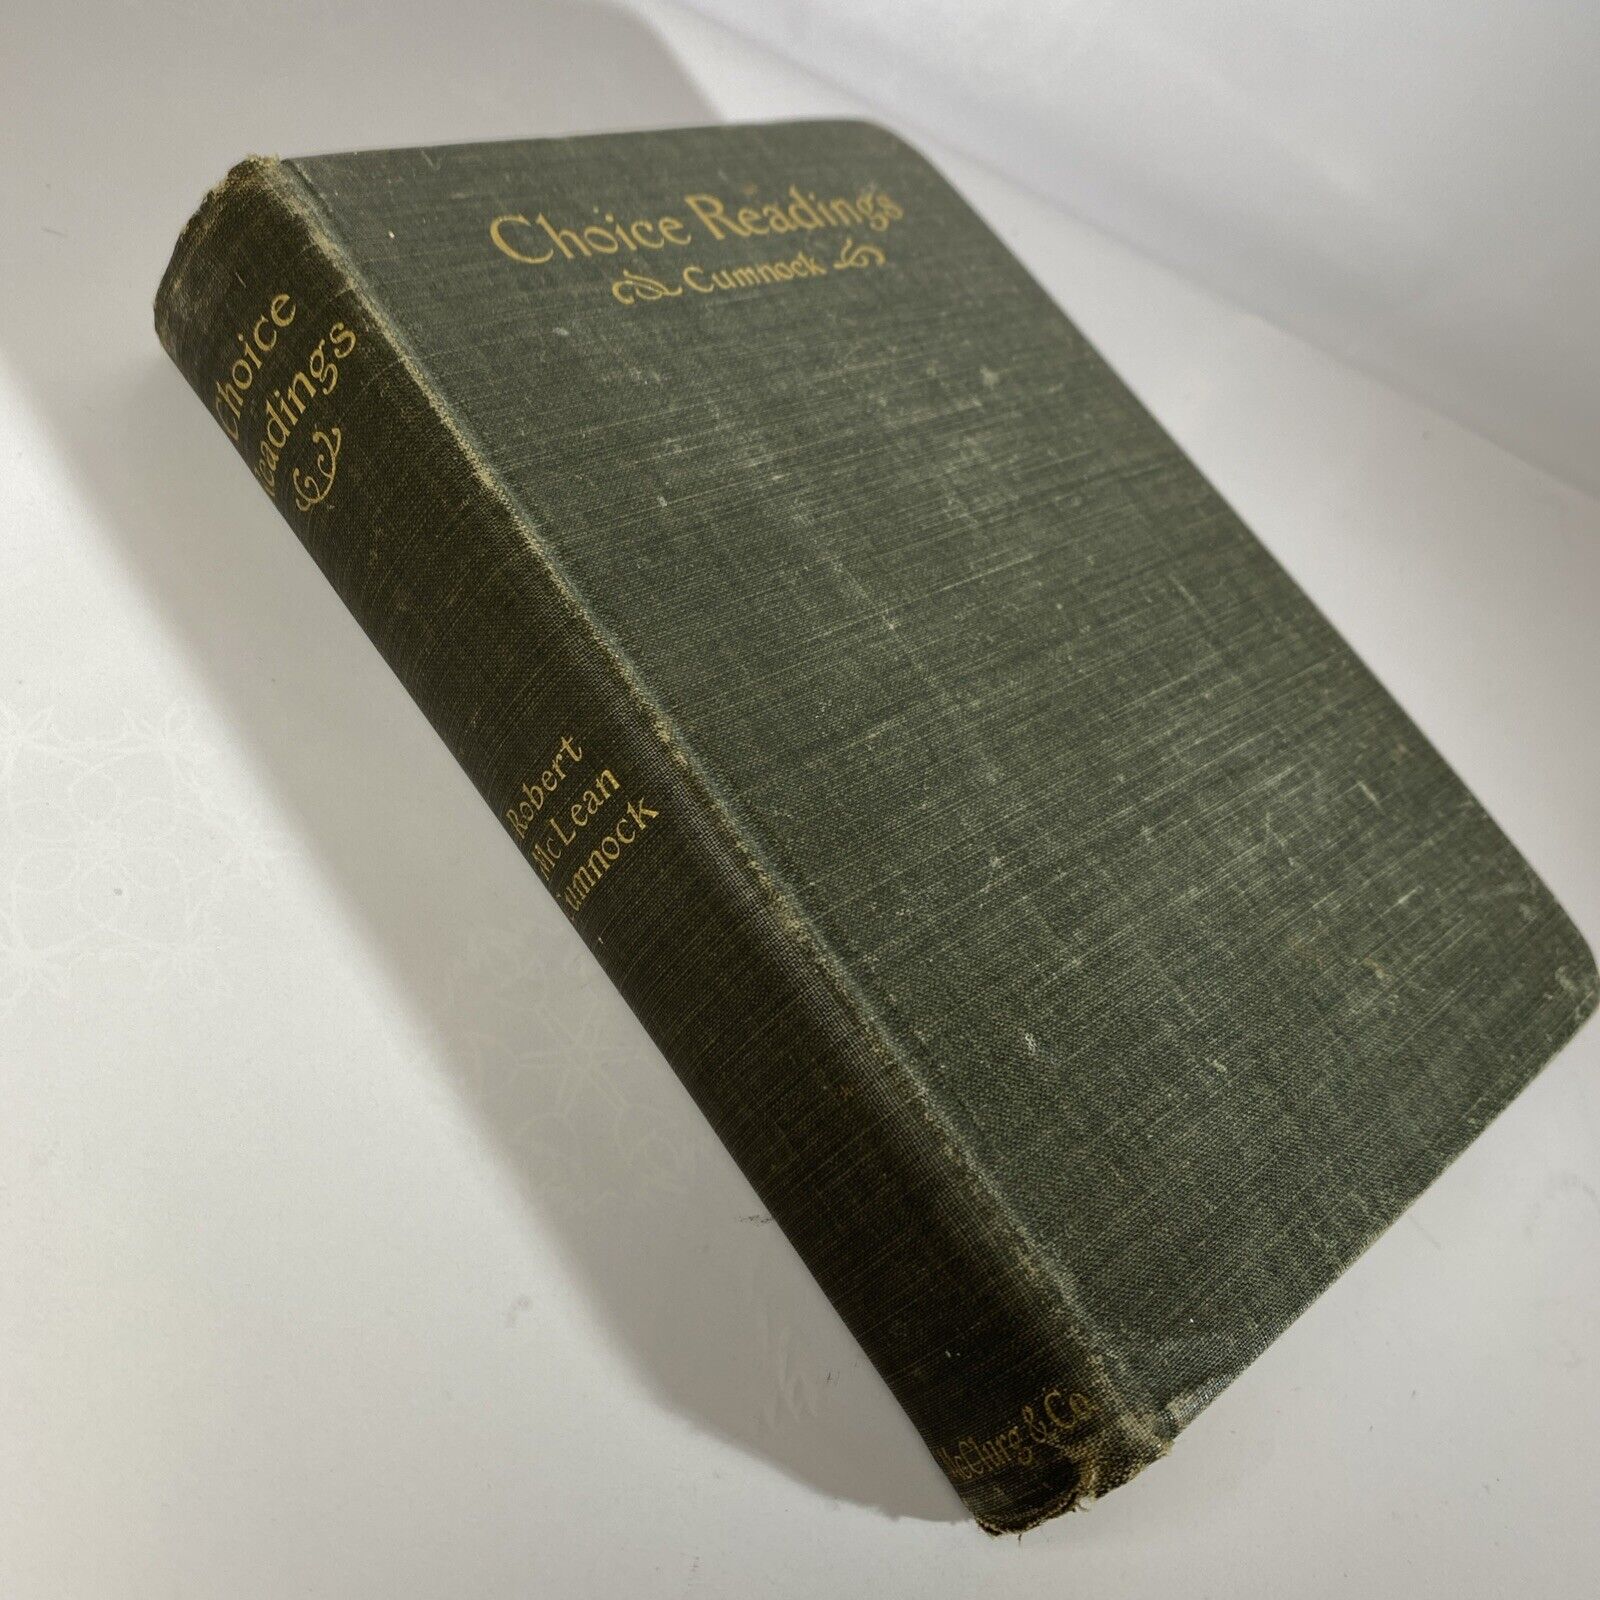 Choice Readings
Cumnock
Choice
Readings
Robert
McLean
Cumnock
McClurg & Co.